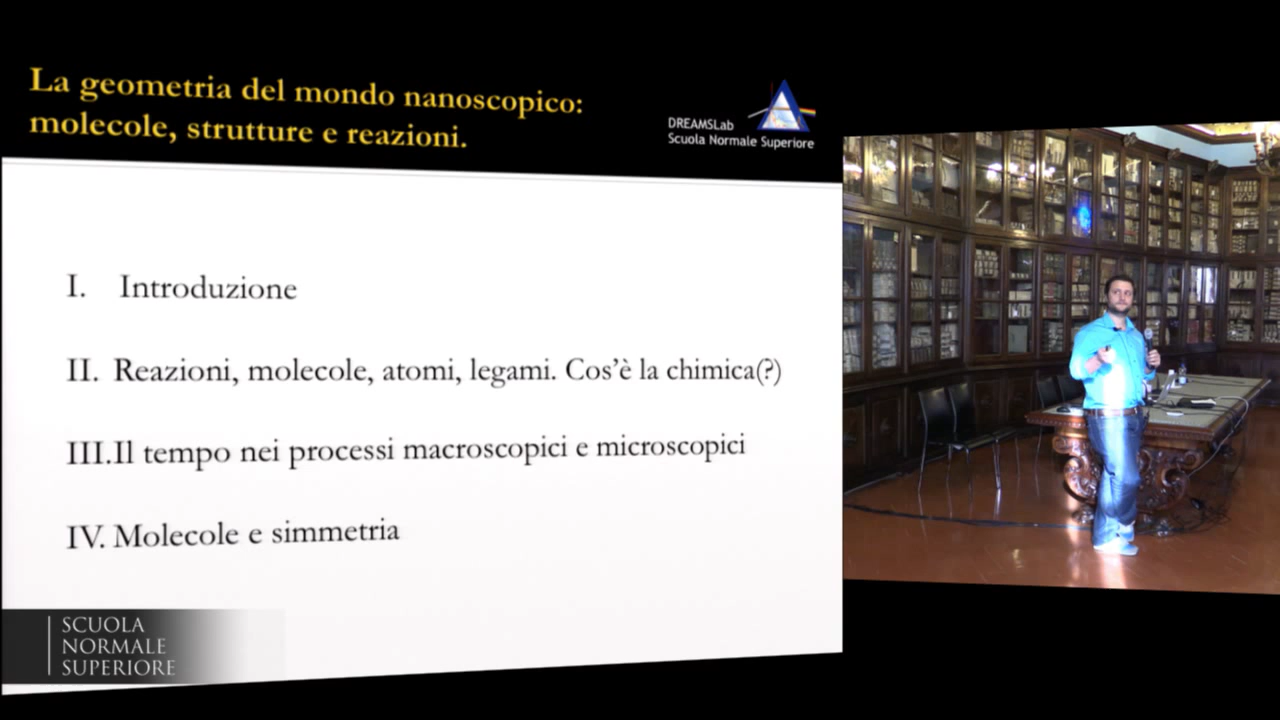 La geometria del mondo nanoscopico:
molecole, strutture e reazioni.
DREAMSLab
Scuola Normale Superiore
I. Introduzione
II. Reazioni, molecole, atomi, legami. Cos'è la chimica(?)
III.Il tempo nei processi macroscopici e microscopici
IV. Molecole e simmetria
SCUOLA
NORMALE
SUPERIORE